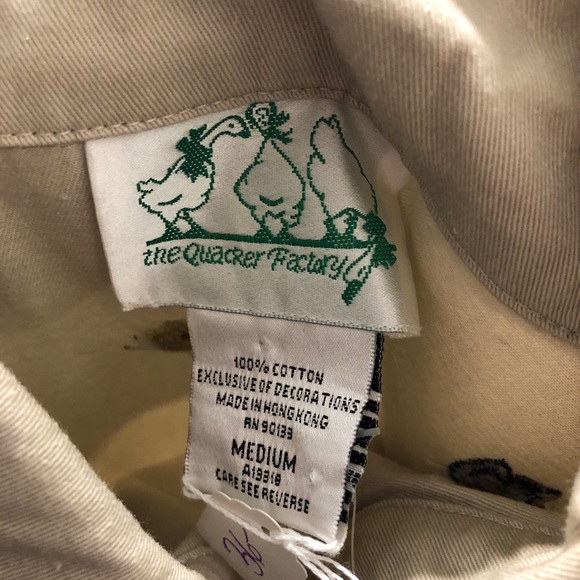 the Quacker Factory
100% COTTON
EXCLUSIVE OF DECORATIONS
MADE IN HONG KONG
RN 90133
MEDIUM
A19318
CARE SEE REVERSE
36